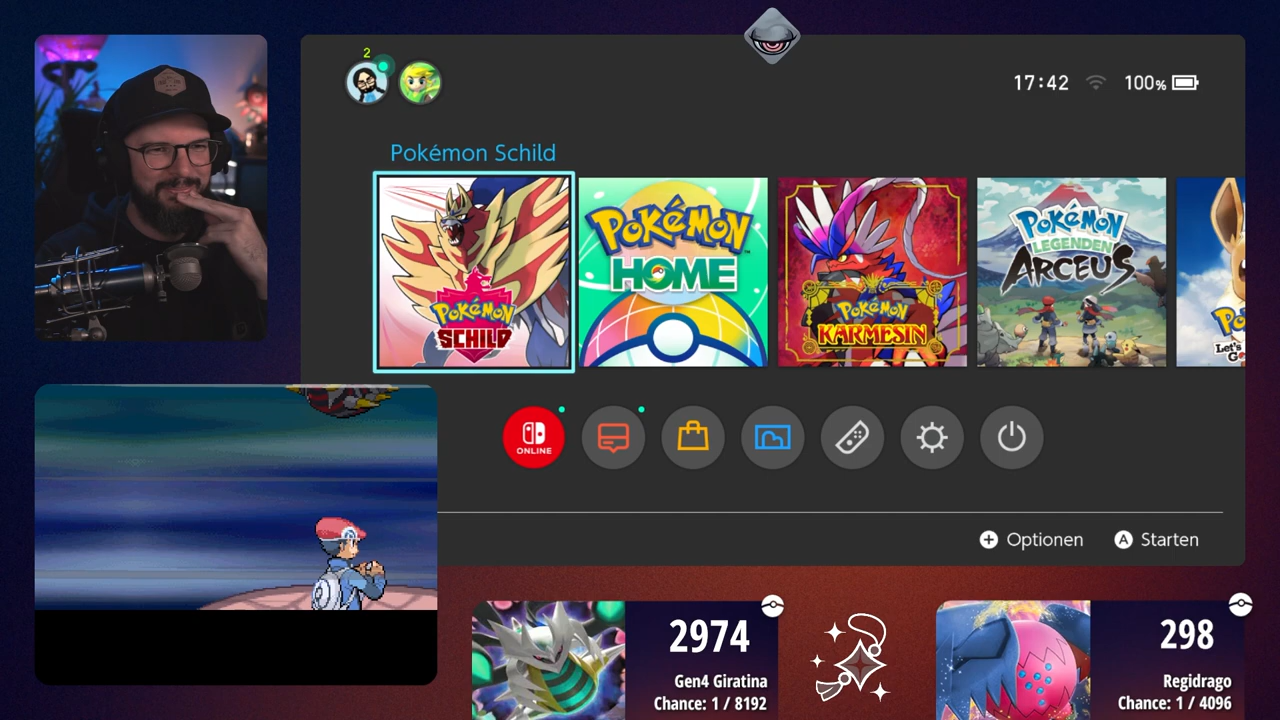 2
17:42
100%
Pokémon Schild
POKÉMON
SCHILD
POKÉMON
HOME
POKÉMON
KARMESIN
POKÉMON
LEGENDEN
ARCEUS
Let's
ONLINE
Optionen
A Starten
2974
Gen4 Giratina
Chance: 1 / 8192
298
Regidrago
Chance: 1 / 4096